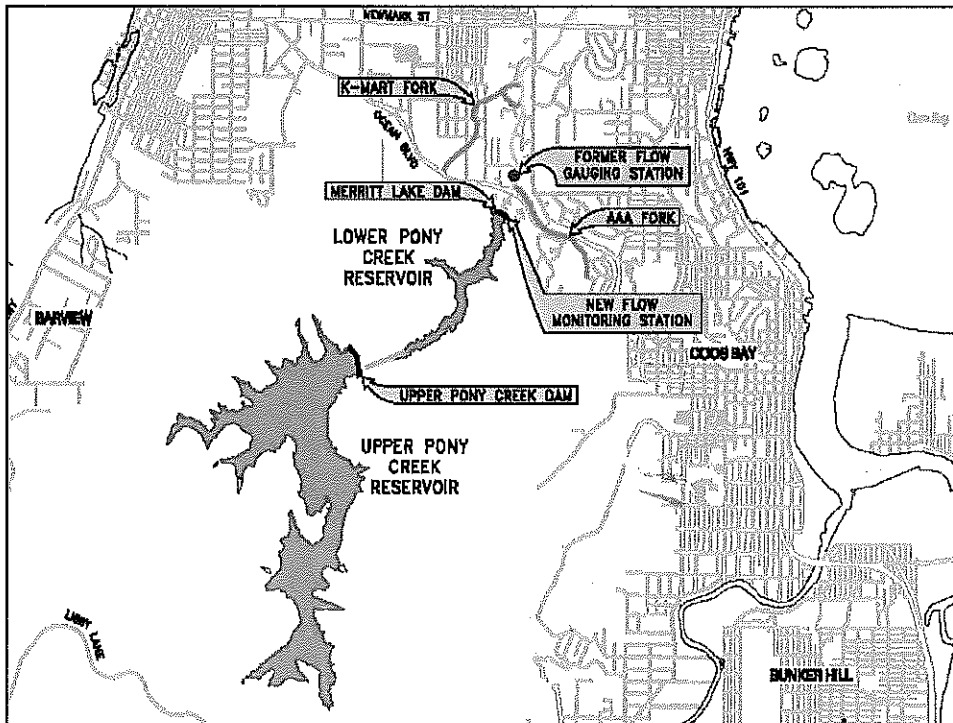 NEWMARK ST
K-MART FORK
OCEAN BLVD
FORMER FLOW
GAUGING STATION
HWY 101
MERRITT LAKE DAM
AAA FORK
LOWER PONY
CREEK
RESERVOIR
NEW FLOW
MONITORING STATION
BARVIEW
COOS BAY
UPPER PONY CREEK DAM
UPPER PONY
CREEK
RESERVOIR
LIBBY LANE
BUNKER HILL